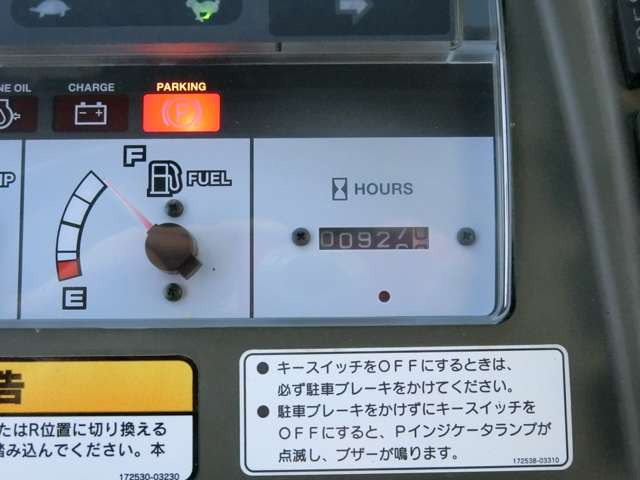 NE OIL
CHARGE
PARKING
P
F
FUEL
E
HOURS
0092
告
たはR位置に切り換える
踏み込んでください。本
172530-03230
● キースイッチをOFFにするときは、
必ず駐車ブレーキをかけてください。
● 駐車ブレーキをかけずにキースイッチを
OFFにすると、Pインジケータランプが
点滅し、ブザーが鳴ります。
172538-03310